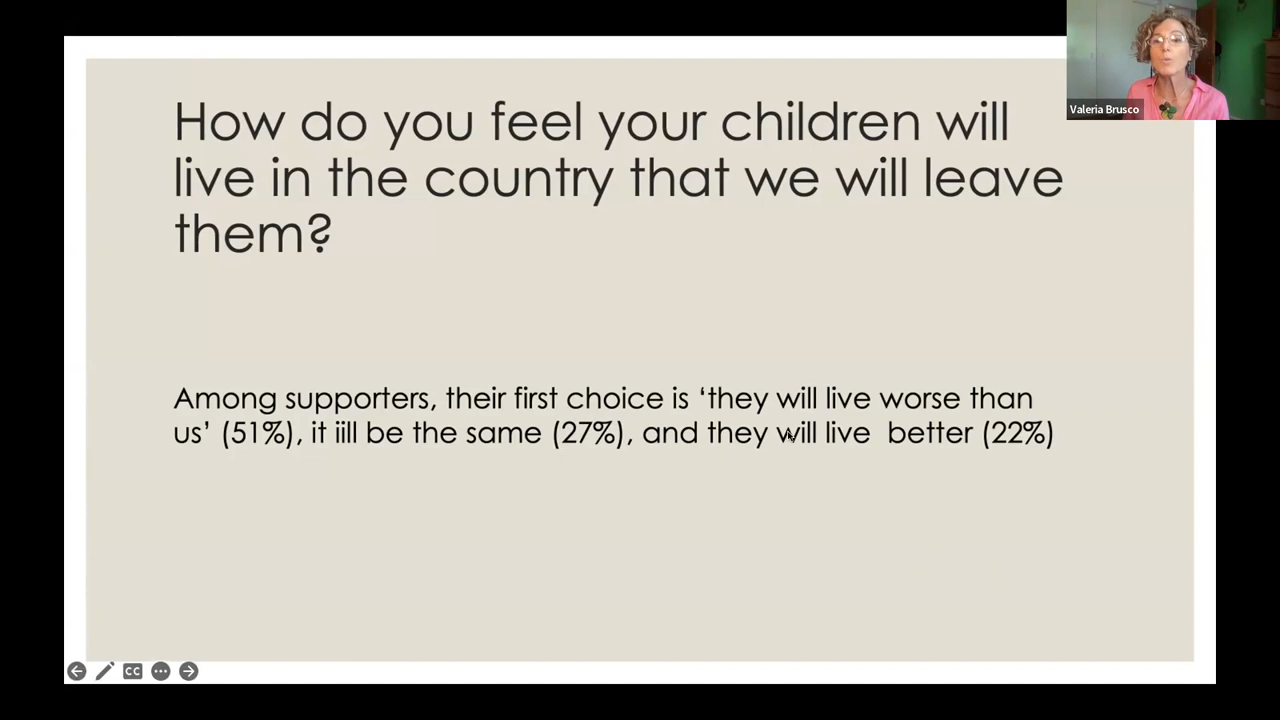 How do you feel your children will
live in the country that we will leave
them?
Valeria Brusco
Among supporters, their first choice is ‘they will live worse than
us’ (51%), it iill be the same (27%), and they will live  better (22%)
CC